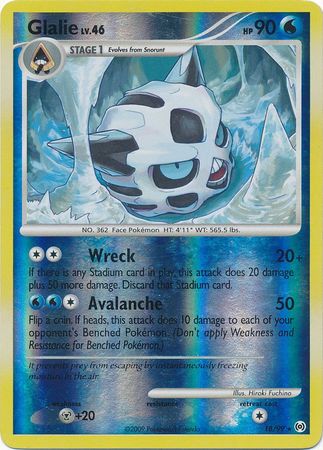 Glalie LV.46
HP 90
STAGE 1 Evolves from Snorunt
NO. 362 Face Pokémon HT: 4'11" WT: 565.5 lbs.
Wreck 20+
If there is any Stadium card in play, this attack does 20 damage
plus 50 more damage. Discard that Stadium card.
Avalanche 50
Flip a coin. If heads, this attack does 10 damage to each of your
opponent's Benched Pokémon. (Don't apply Weakness and
Resistance for Benched Pokémon.)
It prevents prey from escaping by instantaneously freezing
moisture in the air.
Illus. Hiroki Fuchino
weakness resistance retreat cost
+20
©2009 Pokémon/Nintendo 18/99 ★